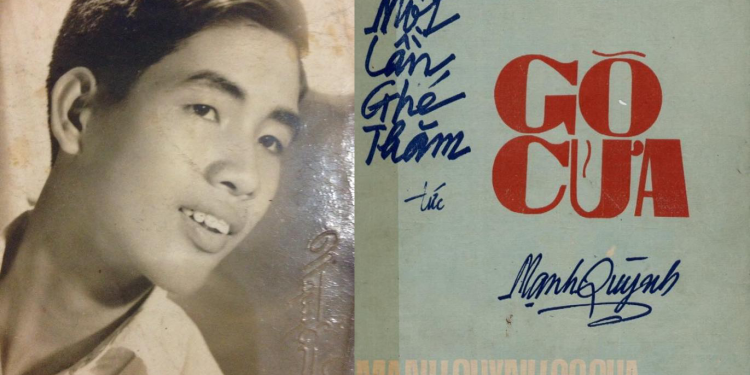 Một
Lần
Ghé
Thăm
tức
GÕ
CỬA
Mạnh Quỳnh